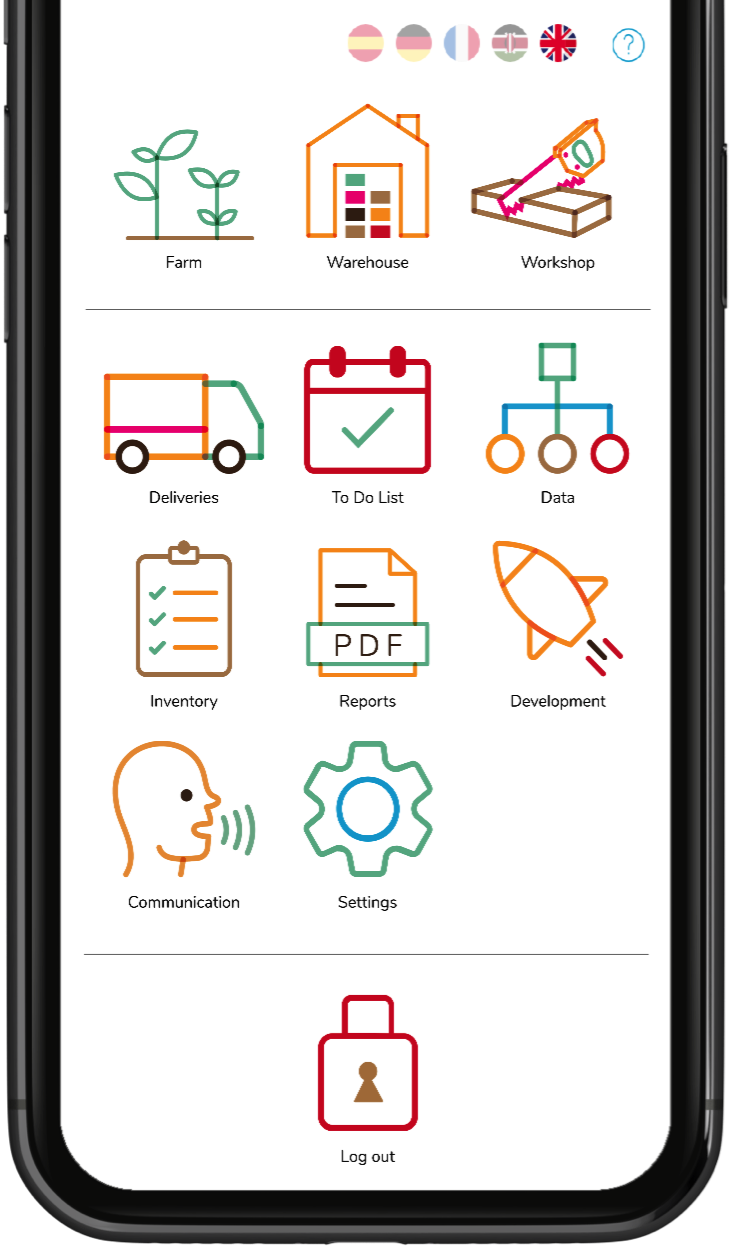 ?
Farm
Warehouse
Workshop
Deliveries
To Do List
Data
PDF
Inventory
Reports
Development
Communication
Settings
Log out